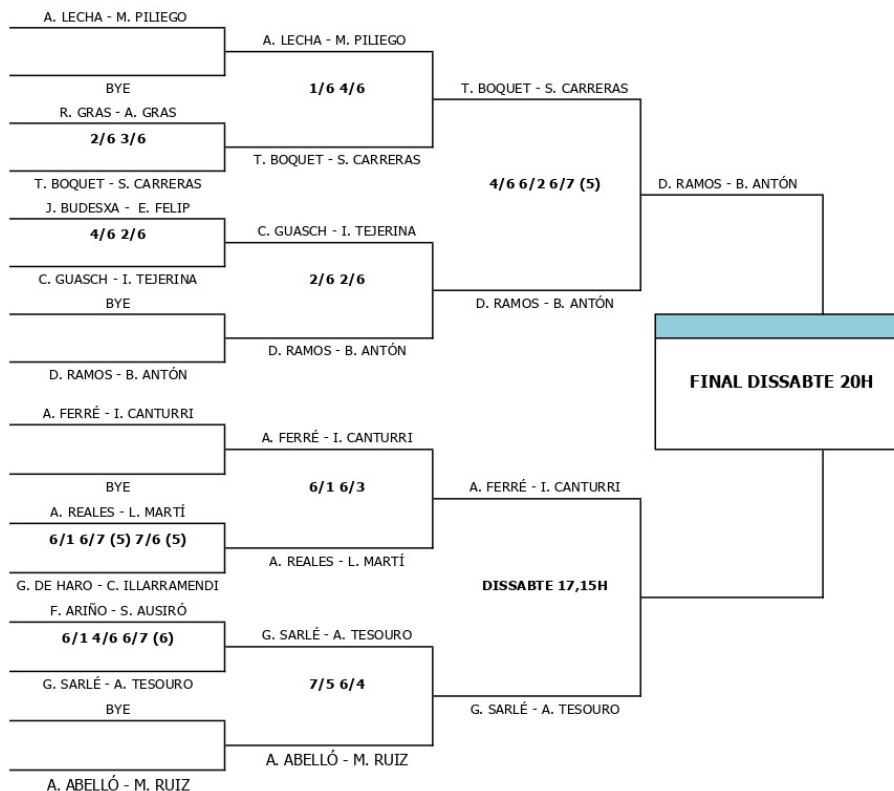 A. LECHA - M. PILIEGO
BYE
R. GRAS - A. GRAS
2/6 3/6
T. BOQUET - S. CARRERAS
J. BUDESXA - E. FELIP
4/6 2/6
C. GUASCH - I. TEJERINA
BYE
D. RAMOS - B. ANTÓN
A. FERRÉ - I. CANTURRI
BYE
A. REALES - L. MARTÍ
6/1 6/7 (5) 7/6 (5)
G. DE HARO - C. ILLARRAMENDI
F. ARIÑO - S. AUSIRÓ
6/1 4/6 6/7 (6)
G. SARLÉ - A. TESOURO
BYE
A. ABELLÓ - M. RUIZ
A. LECHA - M. PILIEGO
1/6 4/6
T. BOQUET - S. CARRERAS
C. GUASCH - I. TEJERINA
2/6 2/6
D. RAMOS - B. ANTÓN
A. FERRÉ - I. CANTURRI
6/1 6/3
A. REALES - L. MARTÍ
G. SARLÉ - A. TESOURO
7/5 6/4
A. ABELLÓ - M. RUIZ
T. BOQUET - S. CARRERAS
4/6 6/2 6/7 (5)
D. RAMOS - B. ANTÓN
A. FERRÉ - I. CANTURRI
DISSABTE 17,15H
G. SARLÉ - A. TESOURO
D. RAMOS - B. ANTÓN
FINAL DISSABTE 20H